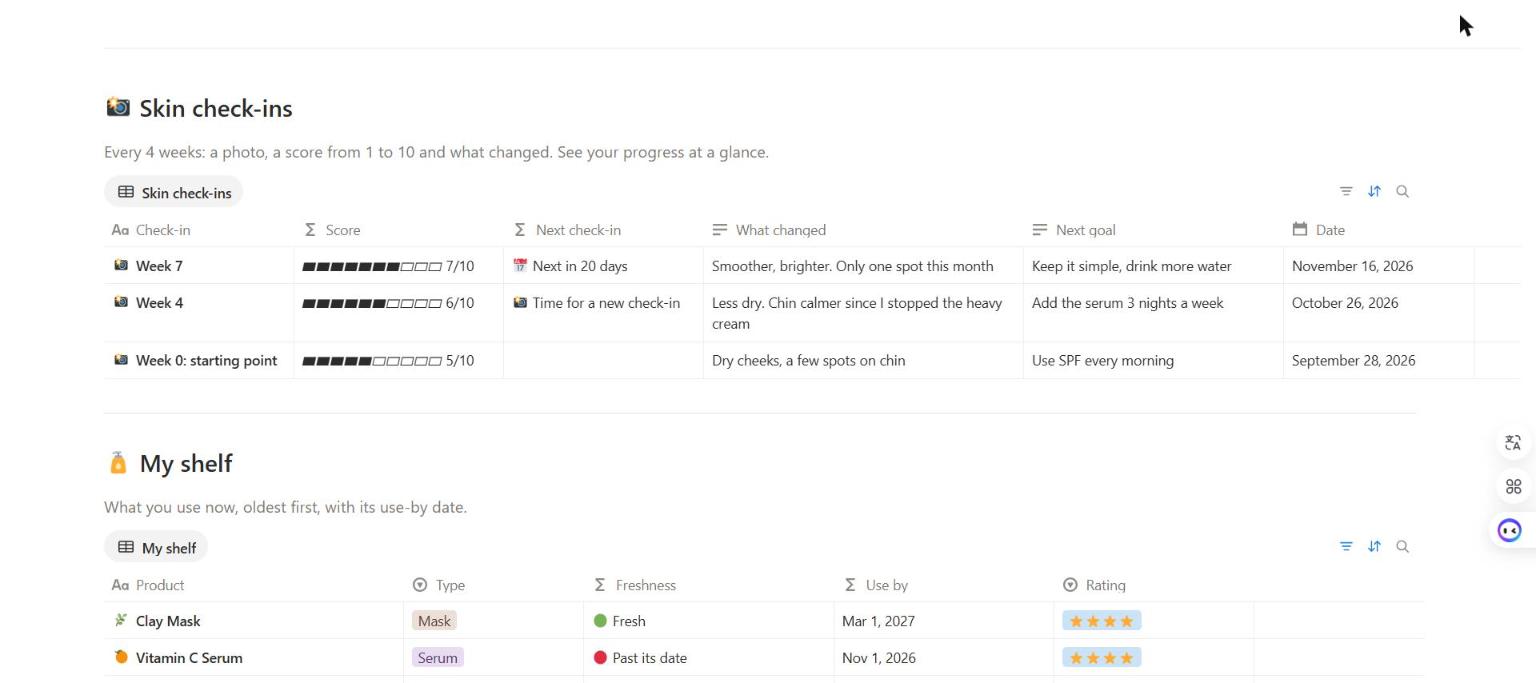 Skin check-ins
Every 4 weeks: a photo, a score from 1 to 10 and what changed. See your progress at a glance.
Skin check-ins
Aa Check-in Σ Score Σ Next check-in What changed Next goal Date
Week 7 7/10 Next in 20 days Smoother, brighter. Only one spot this month Keep it simple, drink more water November 16, 2026
Week 4 6/10 Time for a new check-in Less dry. Chin calmer since I stopped the heavy Add the serum 3 nights a week October 26, 2026
cream
Week 0: starting point 5/10 Dry cheeks, a few spots on chin Use SPF every morning September 28, 2026
My shelf
What you use now, oldest first, with its use-by date.
My shelf
Aa Product Type Σ Freshness Σ Use by Rating
Clay Mask Mask Fresh Mar 1, 2027
Vitamin C Serum Serum Past its date Nov 1, 2026